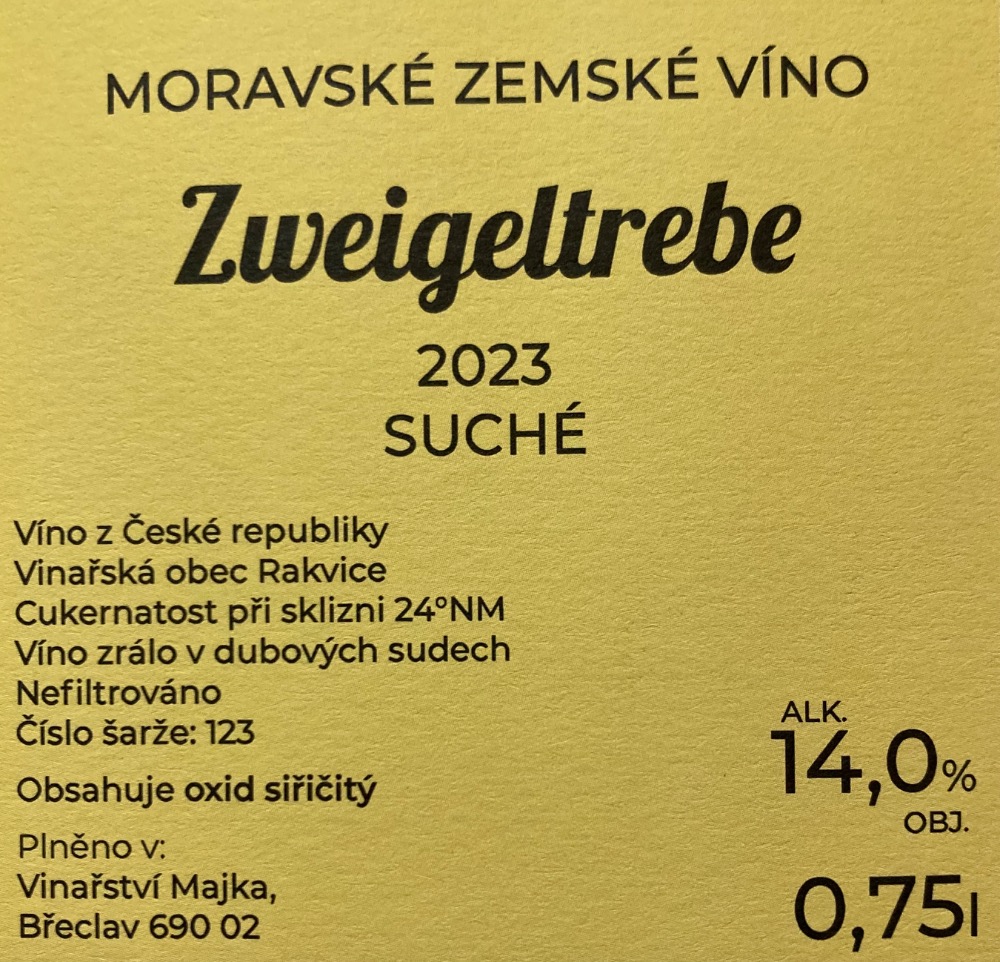 MORAVSKÉ ZEMSKÉ VÍNO
Zweigeltrebe
2023
SUCHÉ
Víno z České republiky
Vinařská obec Rakvice
Cukernatost při sklizni 24°NM
Víno zrálo v dubových sudech
Nefiltrováno
Číslo šarže: 123
Obsahuje oxid siřičitý
Plněno v:
Vinařství Majka,
Břeclav 690 02
ALK.
14,0%
OBJ.
0,75l